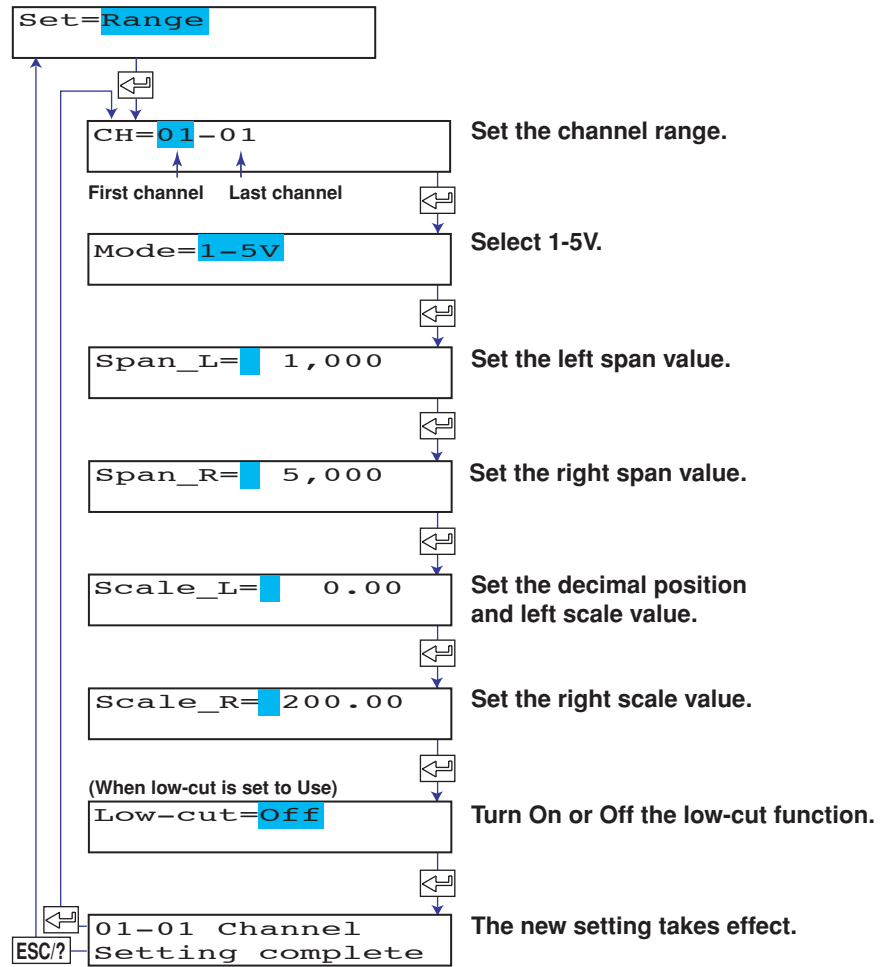 Set=Range
CH=01-01
Set the channel range.
First channel Last channel
Mode=1-5V
Select 1-5V.
Span_L= 1,000
Set the left span value.
Span_R= 5,000
Set the right span value.
Scale_L= 0.00
Set the decimal position
and left scale value.
Scale_R= 200.00
Set the right scale value.
(When low-cut is set to Use)
Low-cut=Off
Turn On or Off the low-cut function.
01-01 Channel
The new setting takes effect.
ESC/?
Setting complete